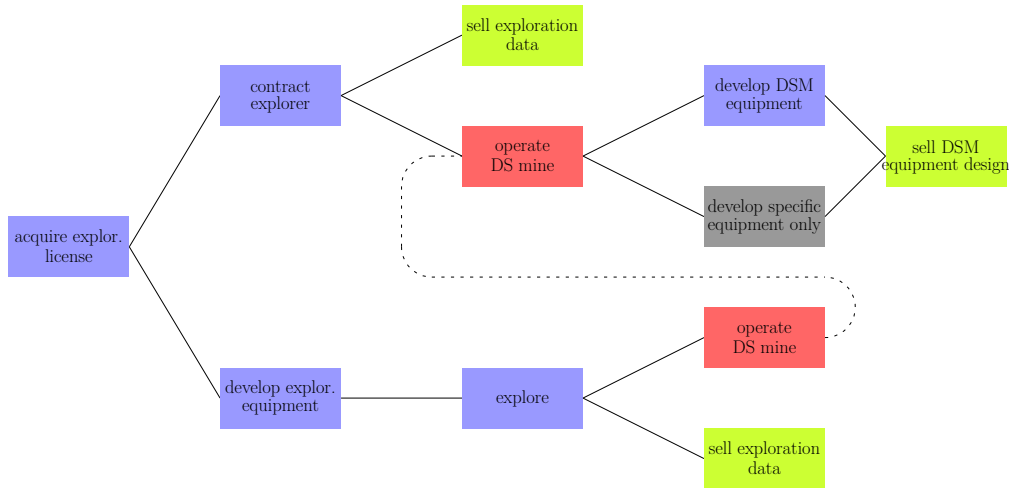 sell exploration
data
contract
explorer
develop DSM
equipment
operate
DS mine
sell DSM
equipment design
develop specific
equipment only
acquire explor.
license
operate
DS mine
develop explor.
equipment
explore
sell exploration
data